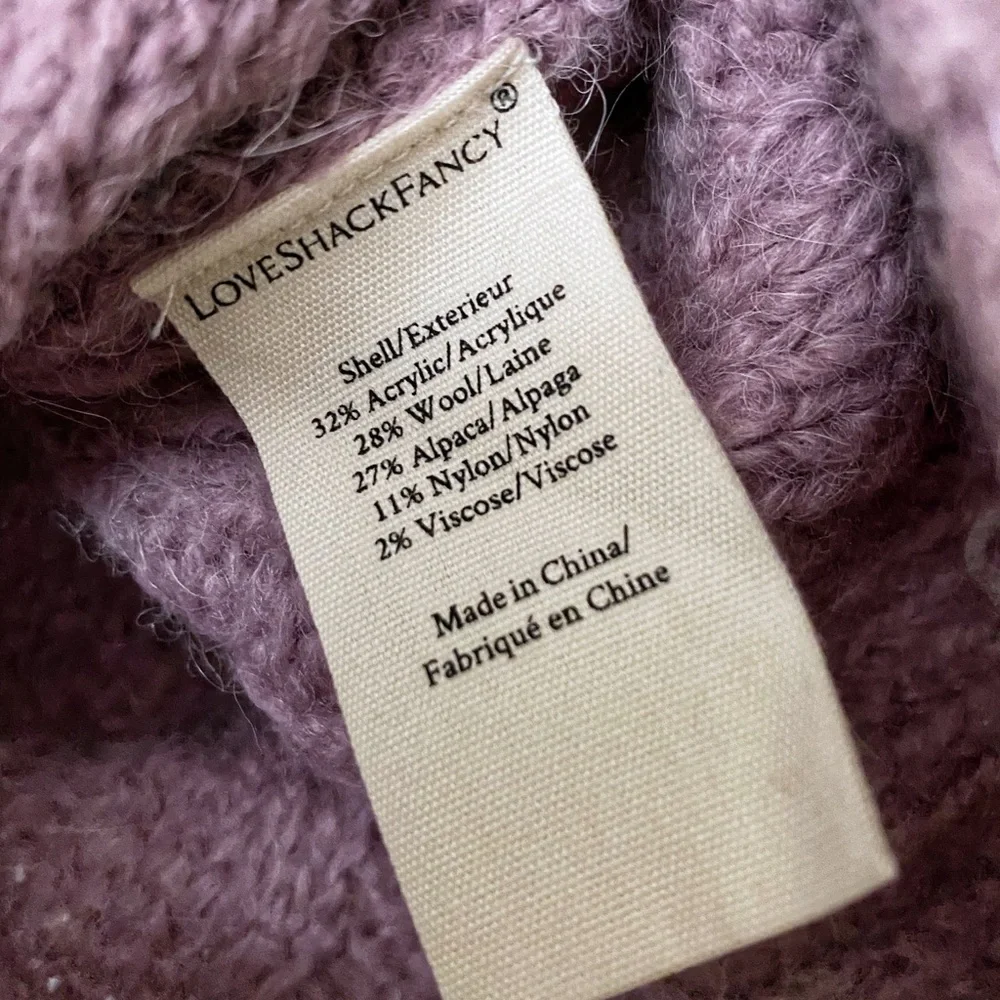 LoveShackFancy®
Shell/Exterieur
32% Acrylic/Acrylique
28% Wool/Laine
27% Alpaca/Alpaga
11% Nylon/Nylon
2% Viscose/Viscose
Made in China/
Fabriqué en Chine